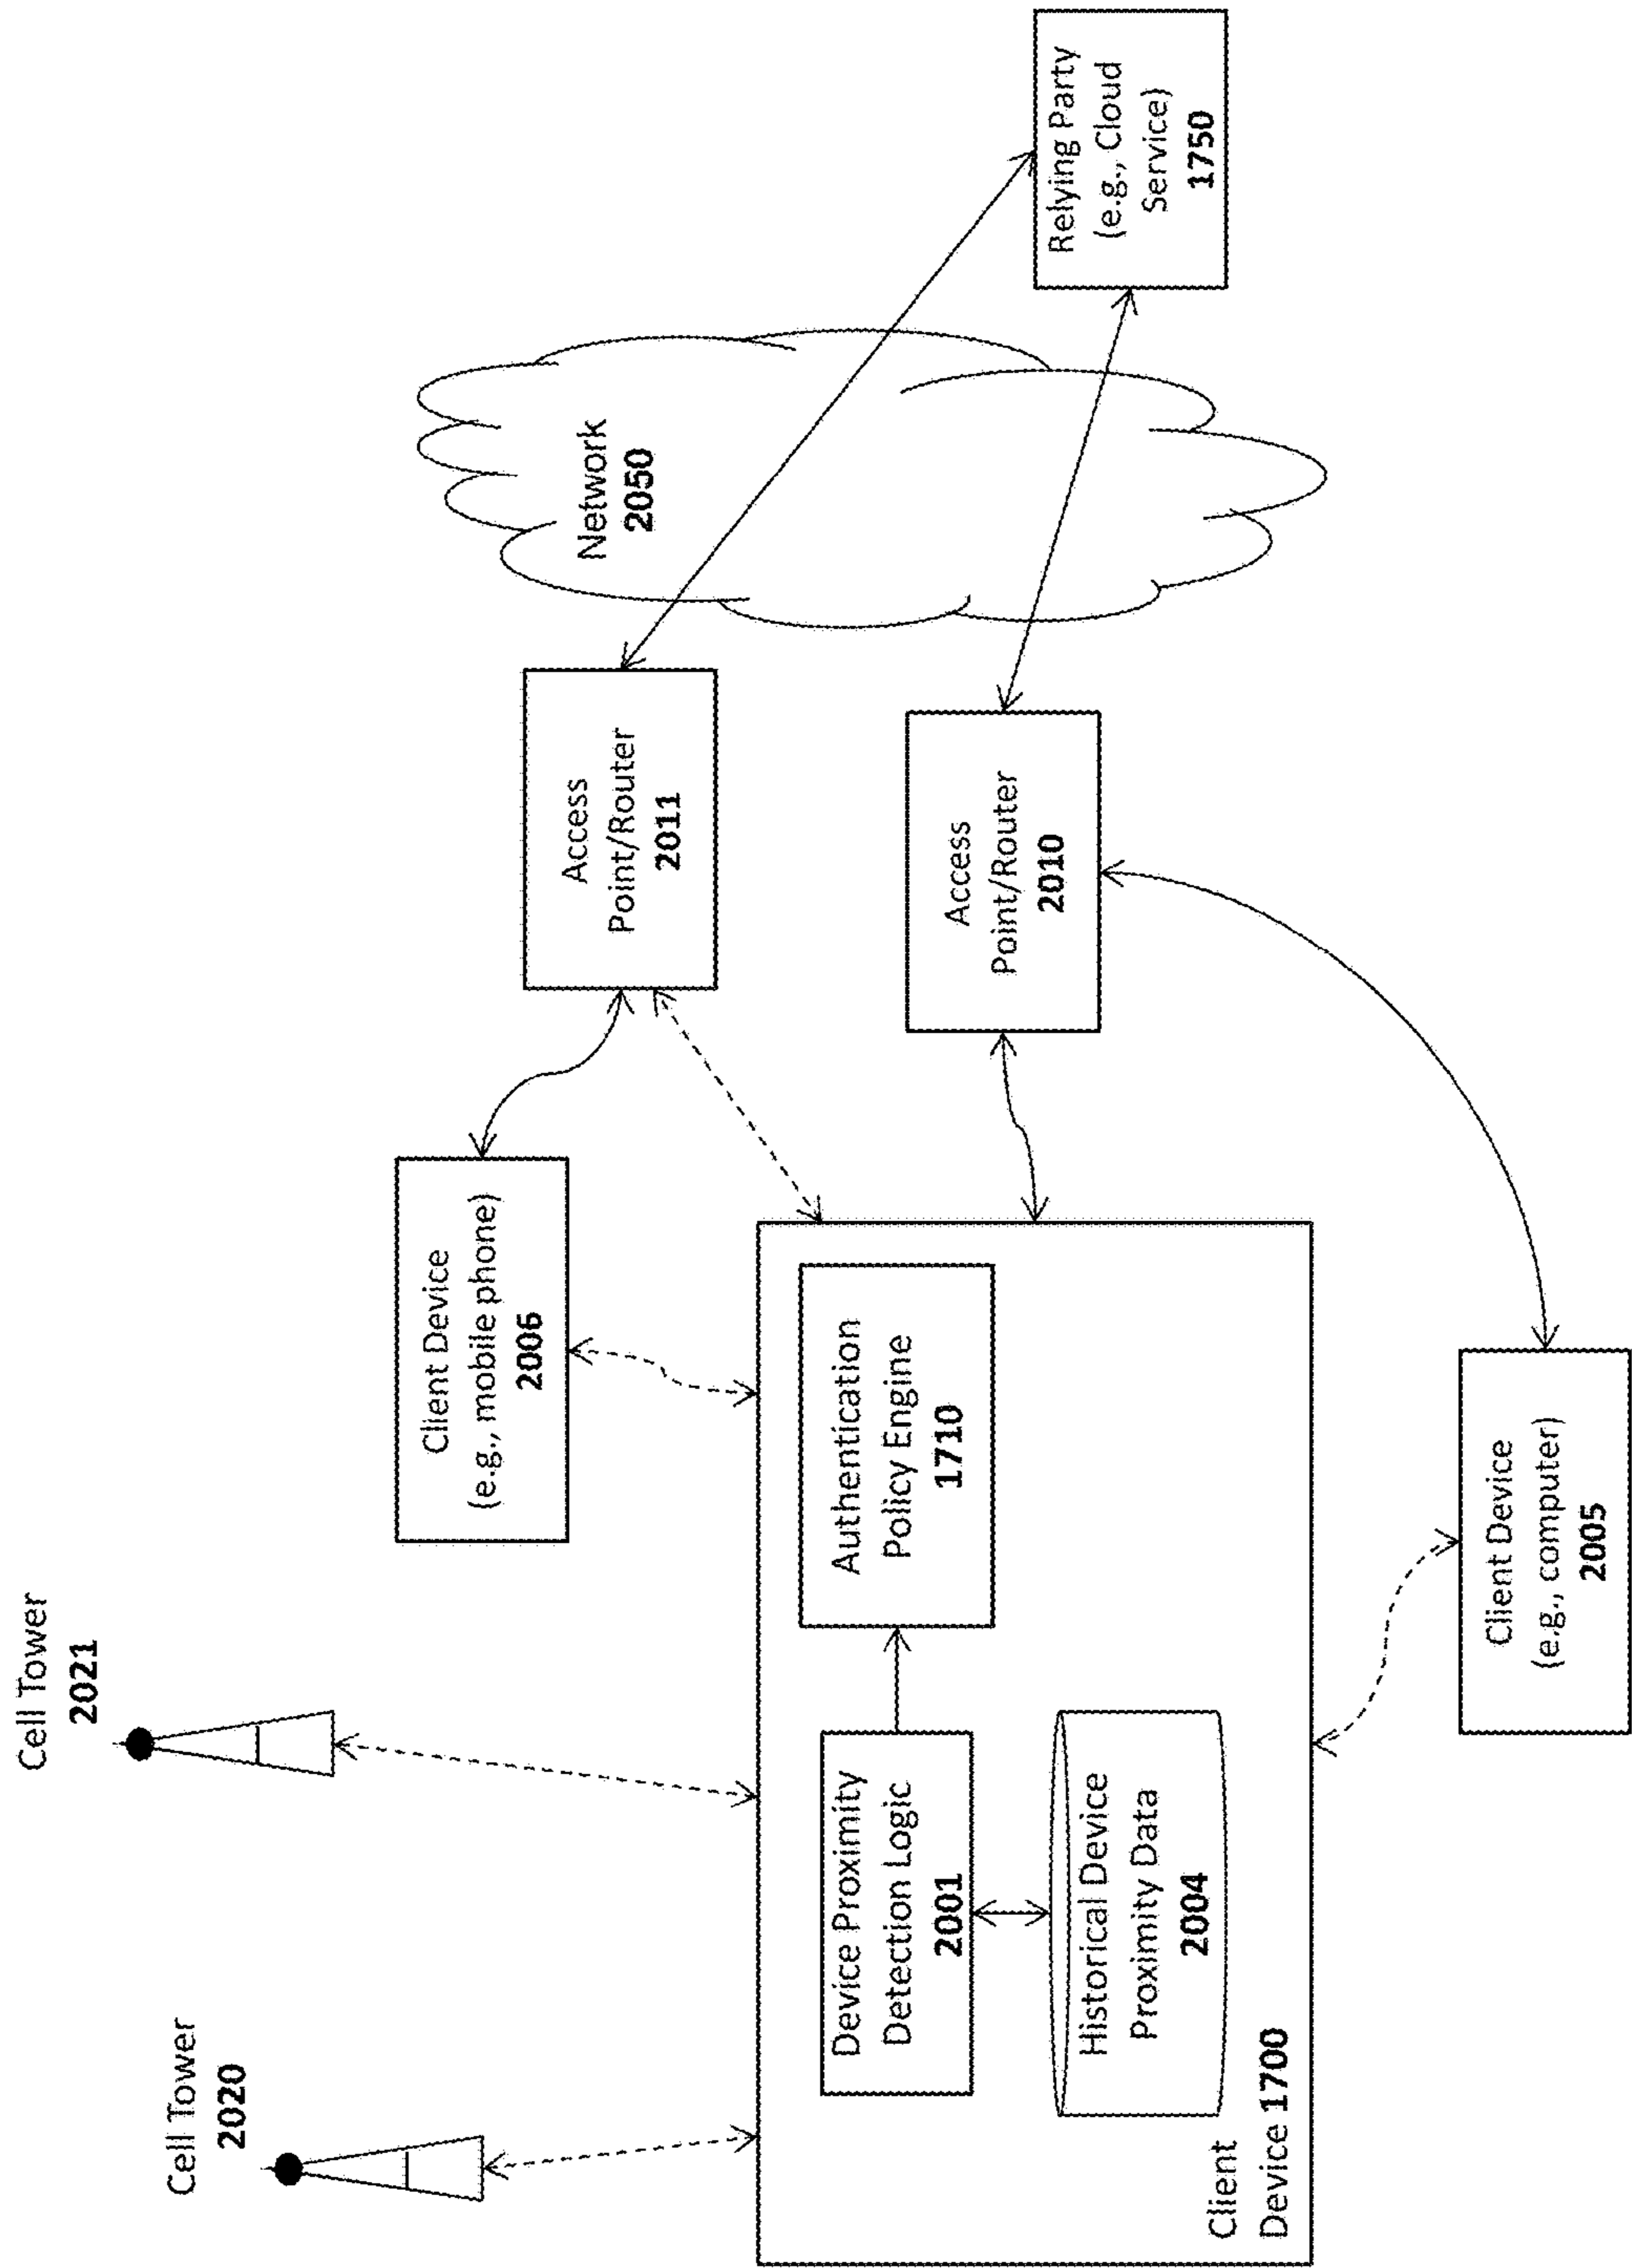 Cell Tower
2020
Cell Tower
2021
Client Device
(e.g., mobile phone)
2006
Access
Point/Router
2011
Network
2050
Relying Party
(e.g., Cloud
Service)
1750
Access
Point/Router
2010
Device Proximity
Detection Logic
2001
Authentication
Policy Engine
1710
Historical Device
Proximity Data
2004
Client
Device 1700
Client Device
(e.g., computer)
2005